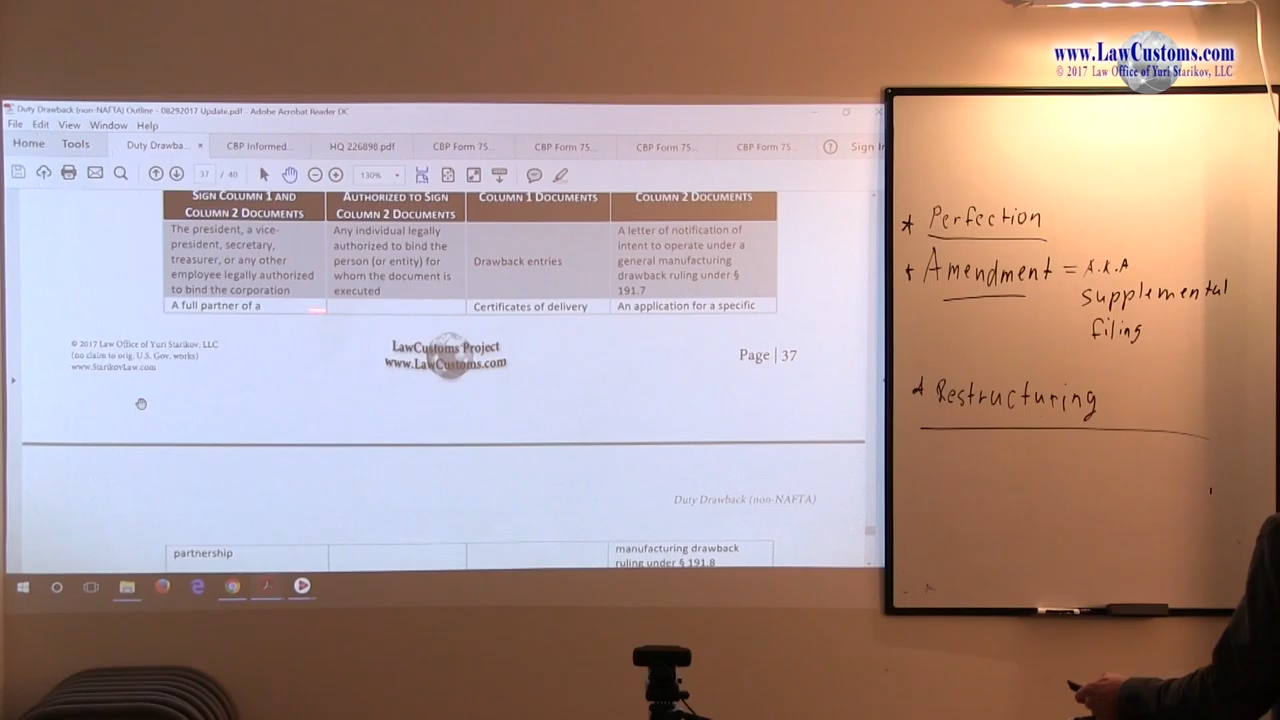 www.LawCustoms.com
© 2017 Law Office of Yuri Starikov, LLC
Duty Drawback (non-NAFTA) Outline - 08292017 Update.pdf - Adobe Acrobat Reader DC
File Edit View Window Help
Home Tools Duty Drawba... × CBP Informed... HQ 226898.pdf CBP Form 75... CBP Form 75... CBP Form 75... CBP Form 75... Sign In
37 / 40 130%
SIGN COLUMN 1 AND
COLUMN 2 DOCUMENTS
AUTHORIZED TO SIGN
COLUMN 2 DOCUMENTS
COLUMN 1 DOCUMENTS
COLUMN 2 DOCUMENTS
The president, a vice-
president, secretary,
treasurer, or any other
employee legally authorized
to bind the corporation
Any individual legally
authorized to bind the
person (or entity) for
whom the document is
executed
Drawback entries
A letter of notification of
intent to operate under a
general manufacturing
drawback ruling under §
191.7
A full partner of a
Certificates of delivery
An application for a specific
© 2017 Law Office of Yuri Starikov, LLC
(no claim to orig. U.S. Gov. works)
www.StarikovLaw.com
LawCustoms Project
www.LawCustoms.com
Page | 37
Duty Drawback (non-NAFTA)
partnership
manufacturing drawback
ruling under § 191.8
* Perfection
* Amendment = A.K.A
supplemental
filing
* Restructuring